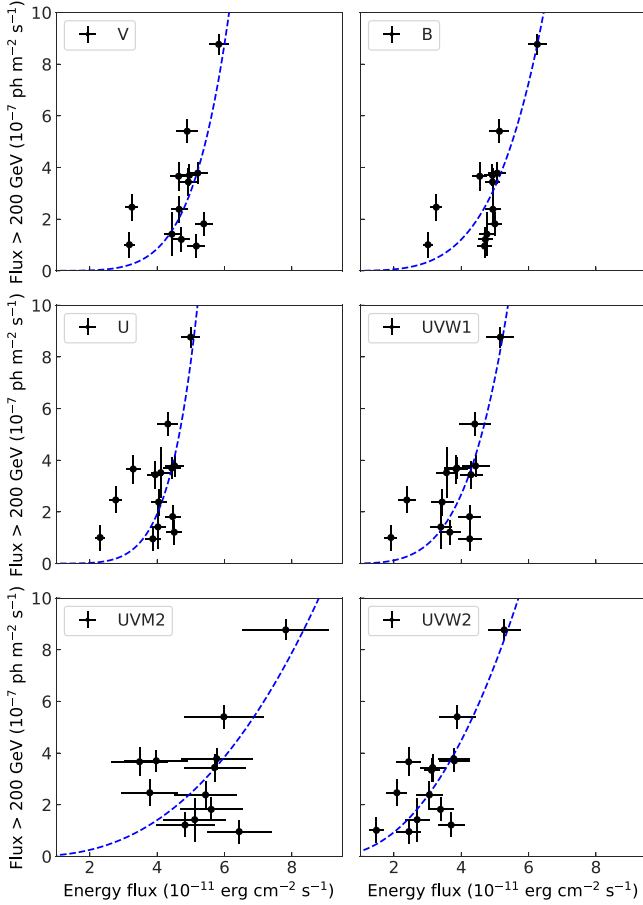 10
8
6
4
2
0
Flux > 200 GeV (10⁻⁷ ph m⁻² s⁻¹)
V
B
10
8
6
4
2
0
Flux > 200 GeV (10⁻⁷ ph m⁻² s⁻¹)
U
UVW1
10
8
6
4
2
0
Flux > 200 GeV (10⁻⁷ ph m⁻² s⁻¹)
UVM2
UVW2
2 4 6 8 2 4 6 8
Energy flux (10⁻¹¹ erg cm⁻² s⁻¹) Energy flux (10⁻¹¹ erg cm⁻² s⁻¹)